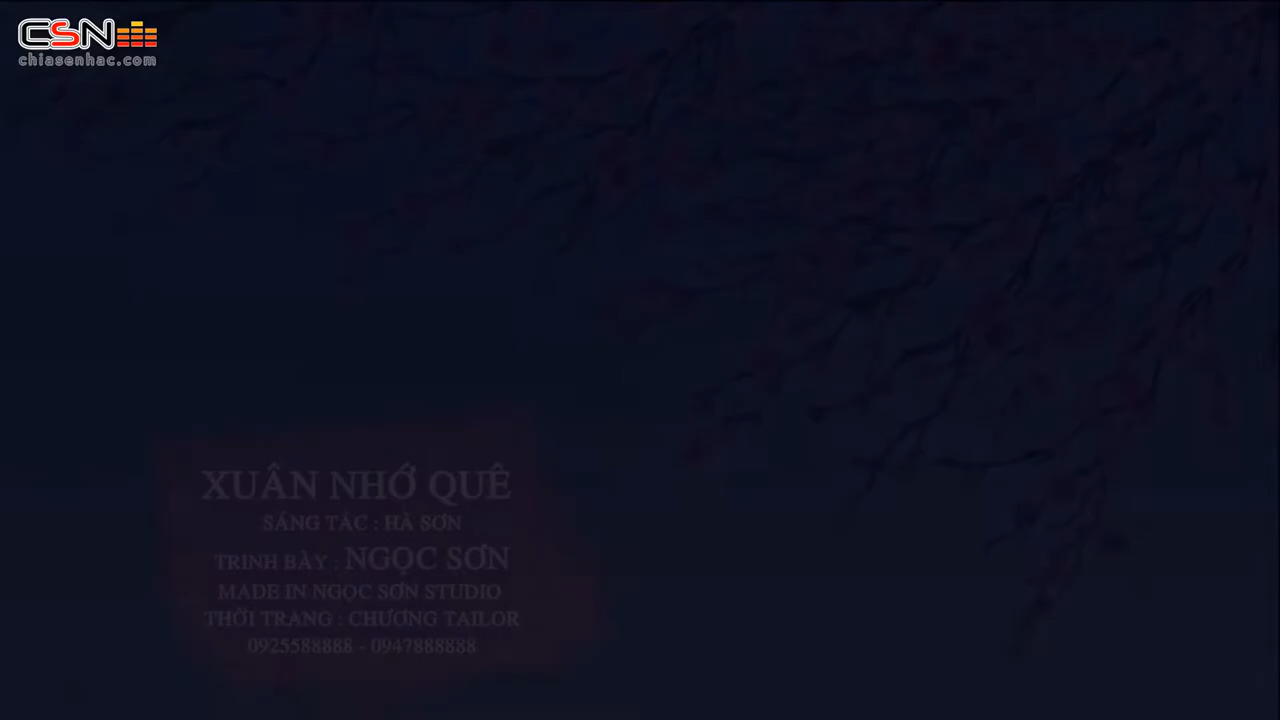 CSN
chiasenhac.com
XUÂN NHỚ QUÊ
SÁNG TÁC : HÀ SƠN
TRINH BÀY : NGỌC SƠN
MADE IN NGỌC SƠN STUDIO
THỜI TRANG : CHƯƠNG TAILOR
0925588888 - 0947888888